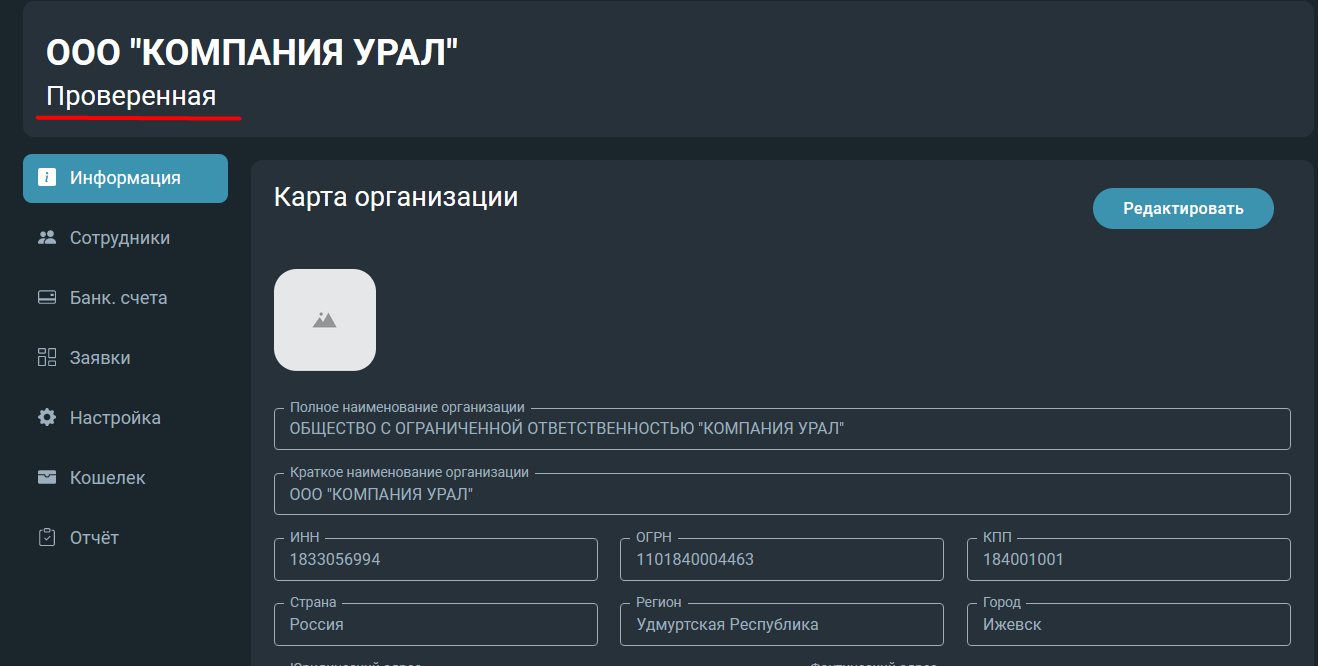 ООО "КОМПАНИЯ УРАЛ"
Проверенная
Информация
Сотрудники
Банк. счета
Заявки
Настройка
Кошелек
Отчёт
Карта организации
Редактировать
Полное наименование организации
ОБЩЕСТВО С ОГРАНИЧЕННОЙ ОТВЕТСТВЕННОСТЬЮ "КОМПАНИЯ УРАЛ"
Краткое наименование организации
ООО "КОМПАНИЯ УРАЛ"
ИНН ОГРН КПП
1833056994 1101840004463 184001001
Страна Регион Город
Россия Удмуртская Республика Ижевск